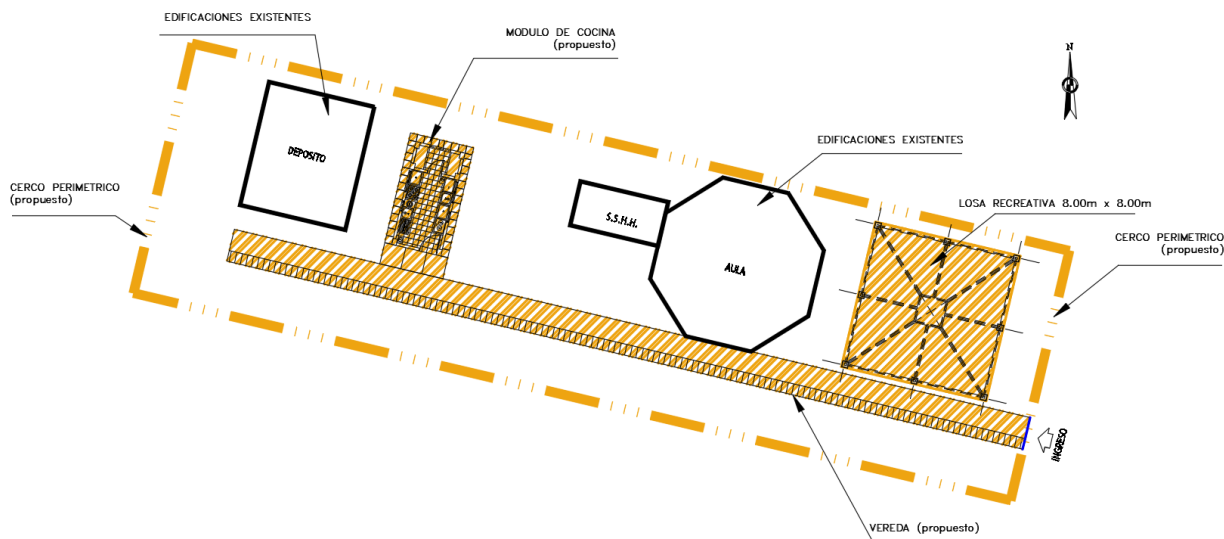 EDIFICACIONES EXISTENTES
MODULO DE COCINA
(propuesto)
N
EDIFICACIONES EXISTENTES
DEPOSITO
CERCO PERIMETRICO
(propuesto)
LOSA RECREATIVA 8.00m x 8.00m
S.S.H.H.
CERCO PERIMETRICO
(propuesto)
AULA
INGRESO
VEREDA (propuesto)